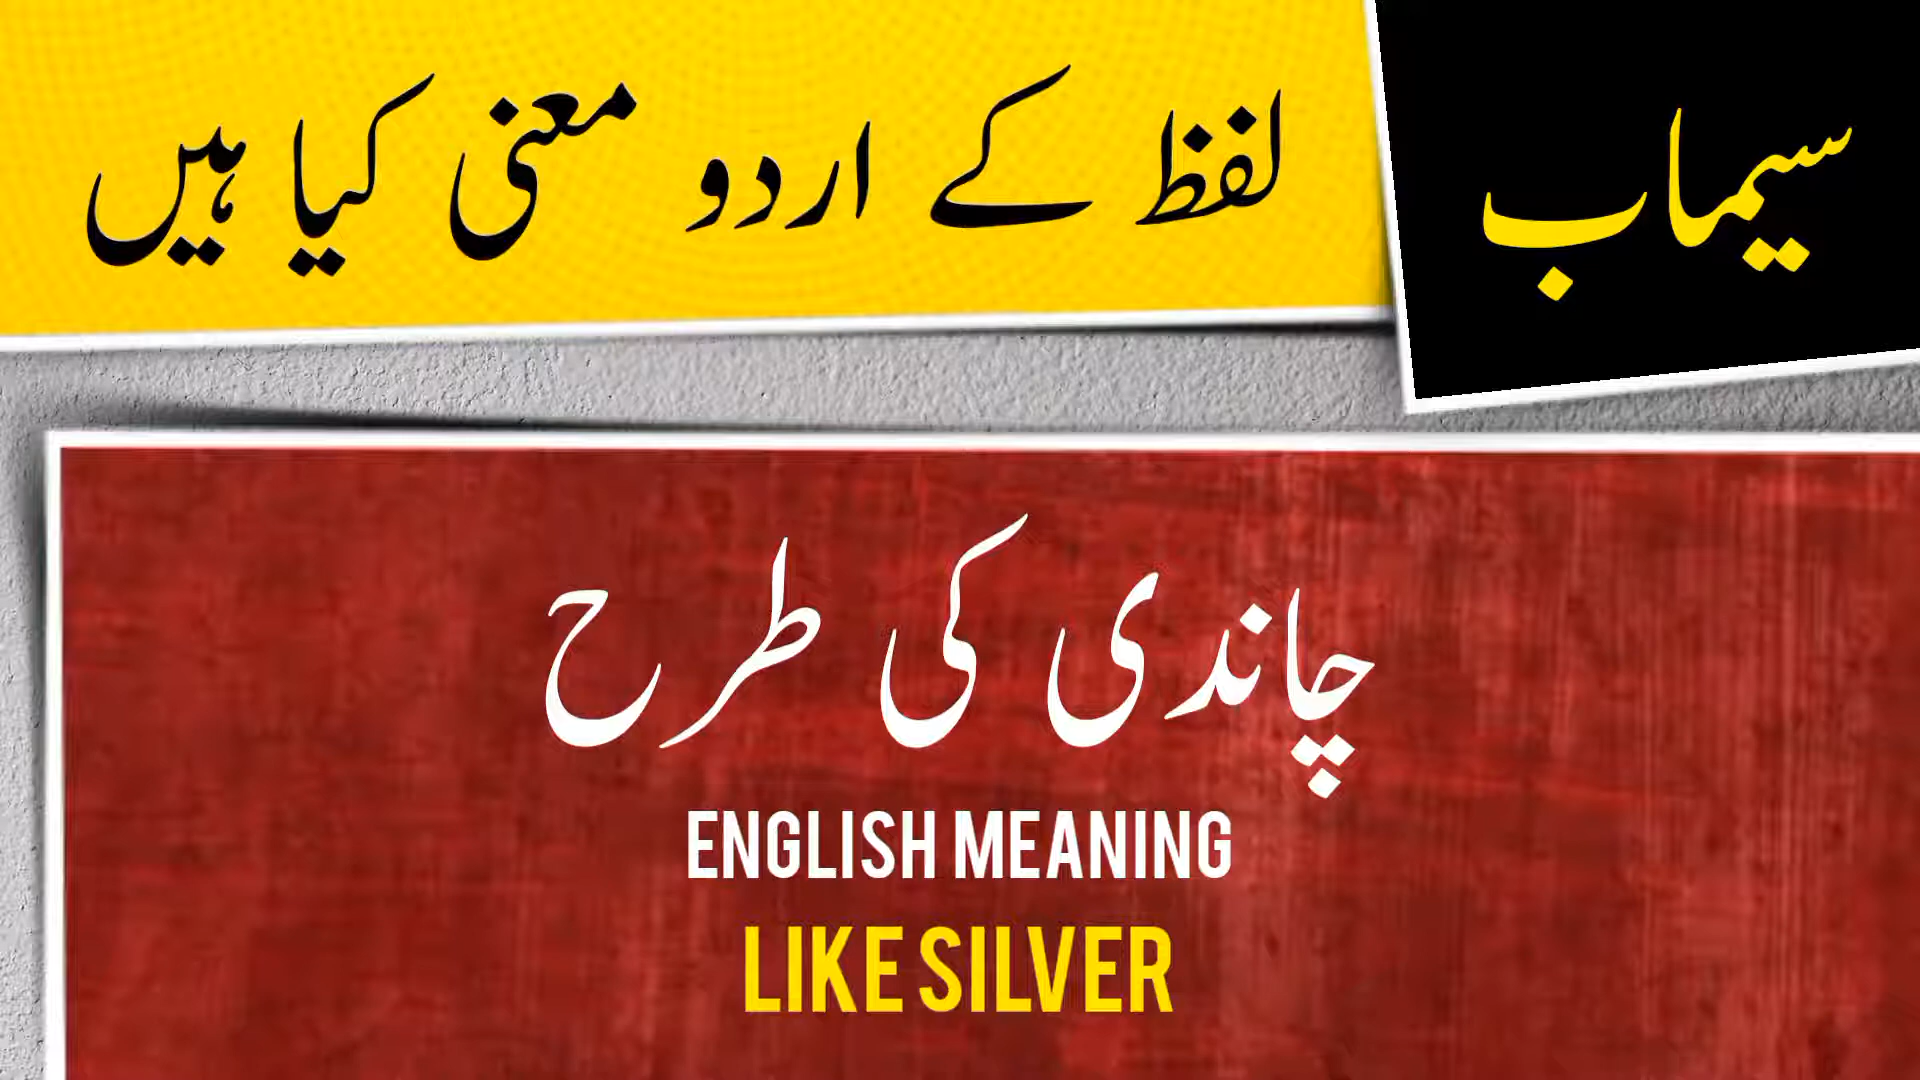 سیماب لفظ کے اردو معنی کیا ہیں
چاندی کی طرح
ENGLISH MEANING
LIKE SILVER